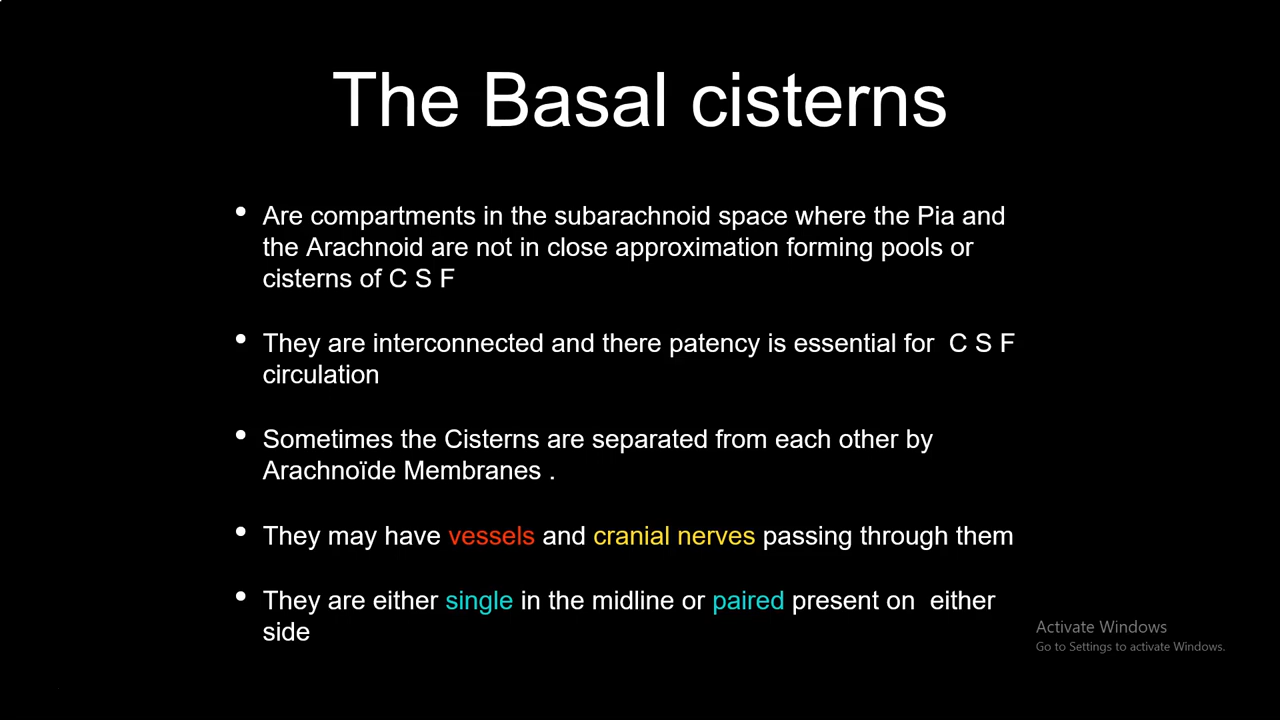 The Basal cisterns
• Are compartments in the subarachnoid space where the Pia and
the Arachnoid are not in close approximation forming pools or
cisterns of C S F
• They are interconnected and there patency is essential for  C S F
circulation
• Sometimes the Cisterns are separated from each other by
Arachnoïde Membranes .
• They may have vessels and cranial nerves passing through them
• They are either single in the midline or paired present on  either
side
Activate Windows
Go to Settings to activate Windows.